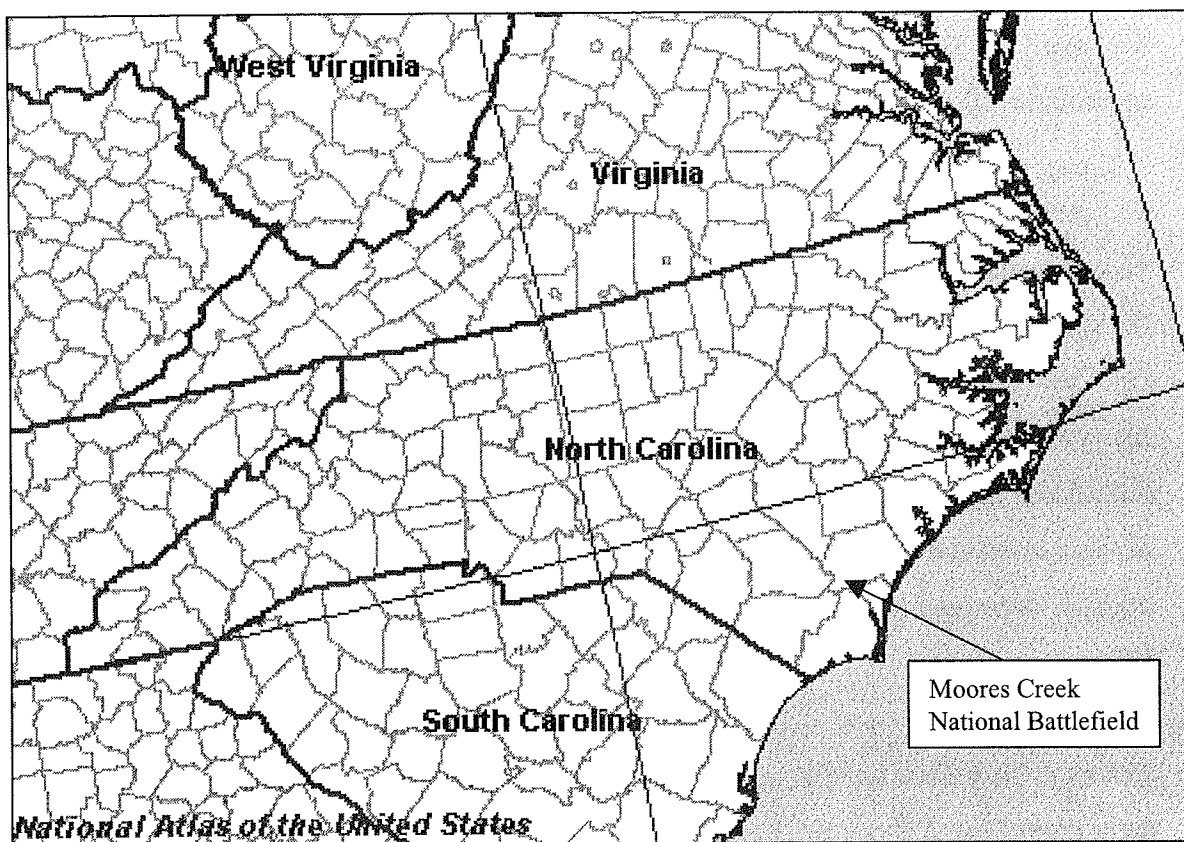 West Virginia
Virginia
North Carolina
Moores Creek
National Battlefield
South Carolina
National Atlas of the United States